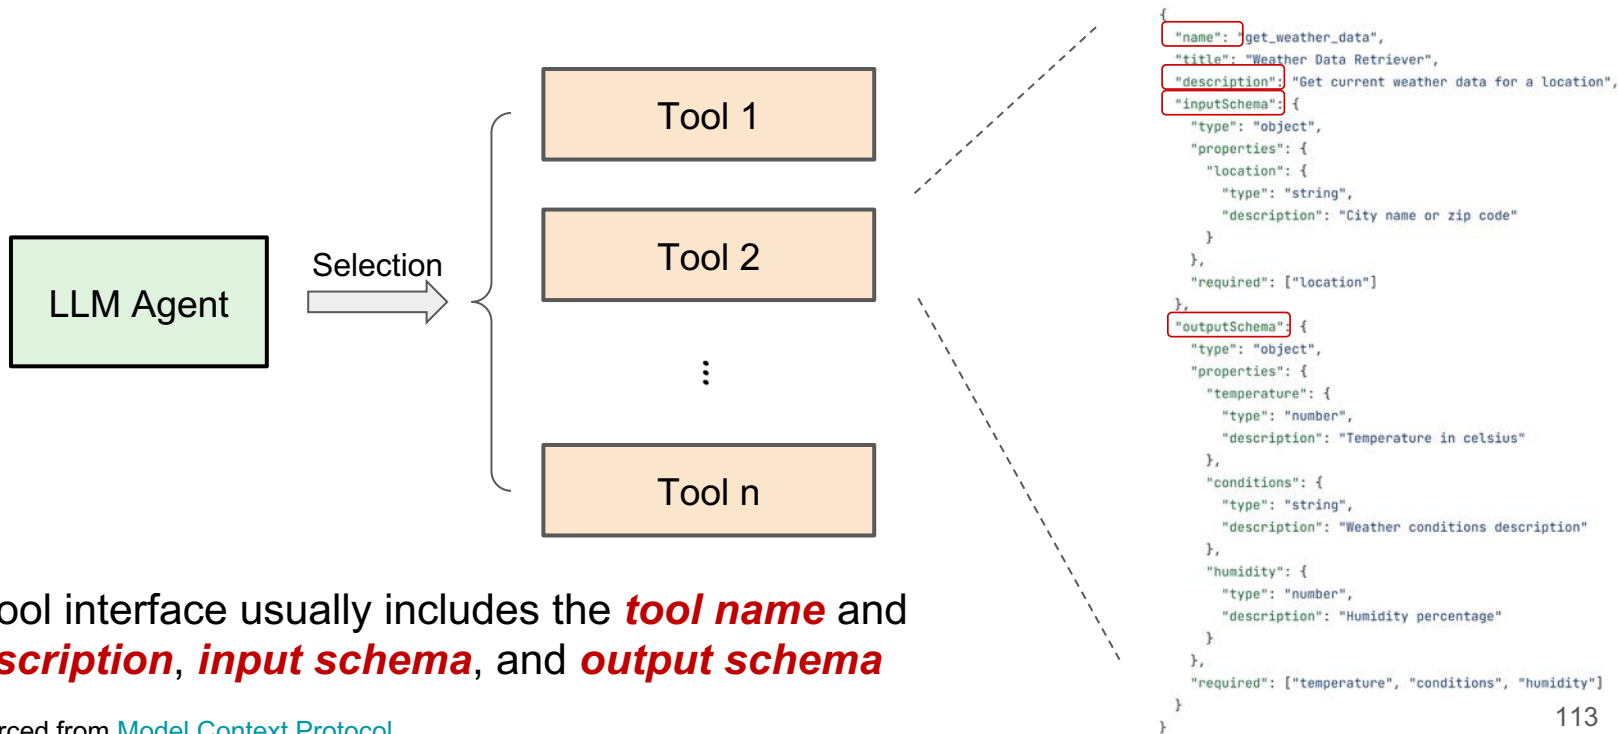 LLM Agent
Selection
Tool 1
Tool 2
...
Tool n
ool interface usually includes the tool name and
scription, input schema, and output schema
rced from Model Context Protocol
{
"name": "get_weather_data",
"title": "Weather Data Retriever",
"description": "Get current weather data for a location",
"inputSchema": {
"type": "object",
"properties": {
"location": {
"type": "string",
"description": "City name or zip code"
}
},
"required": ["location"]
},
"outputSchema": {
"type": "object",
"properties": {
"temperature": {
"type": "number",
"description": "Temperature in celsius"
},
"conditions": {
"type": "string",
"description": "Weather conditions description"
},
"humidity": {
"type": "number",
"description": "Humidity percentage"
}
},
"required": ["temperature", "conditions", "humidity"]
}
}
113